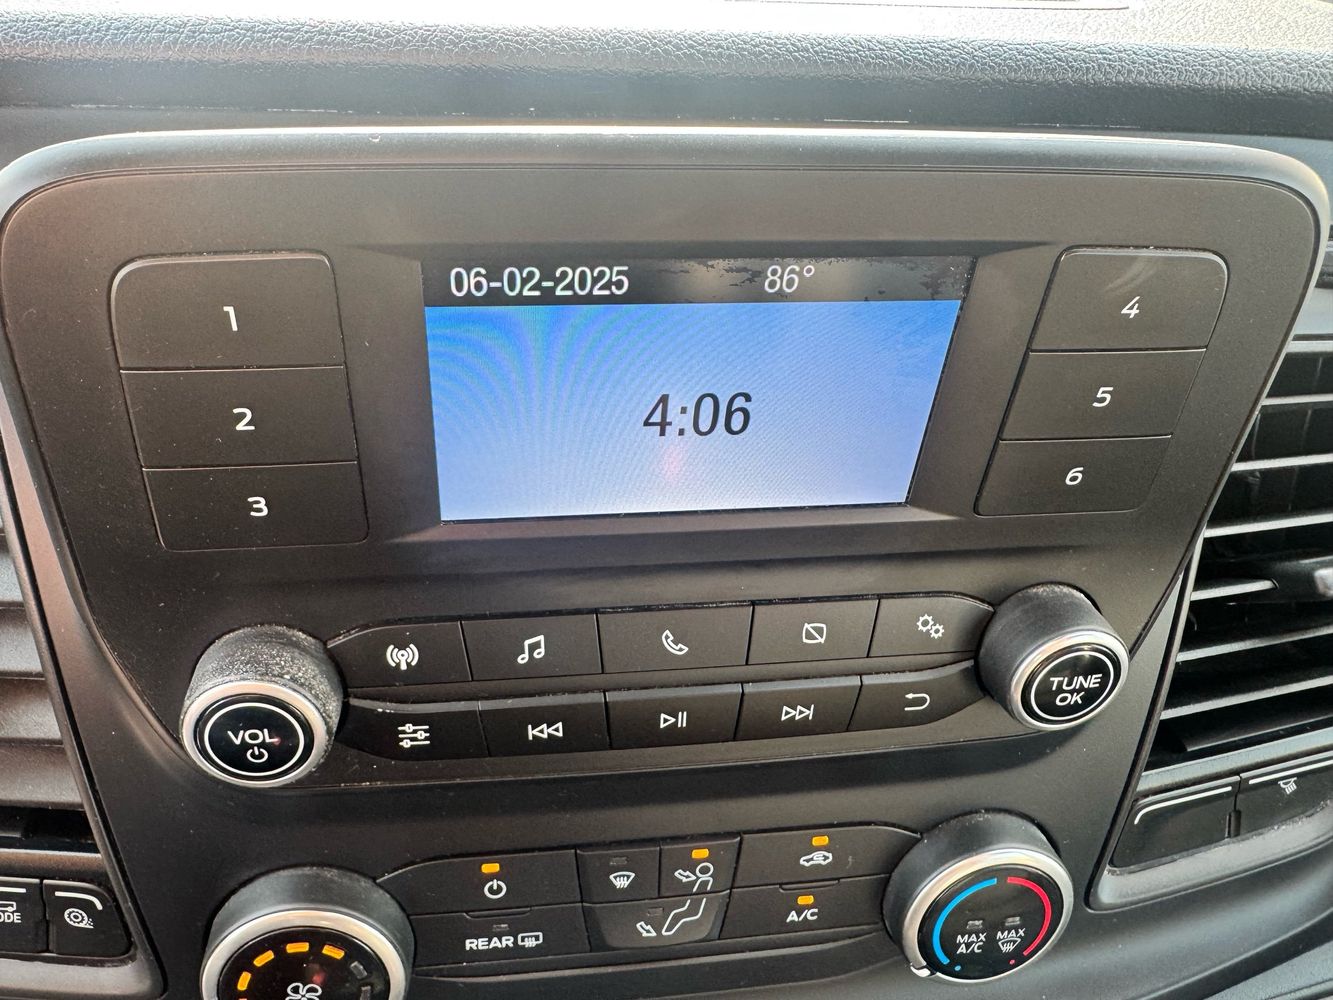 06-02-2025 86°
4:06
1
2
3
4
5
6
VOL
TUNE
OK
REAR
A/C
MAX
A/C
MAX